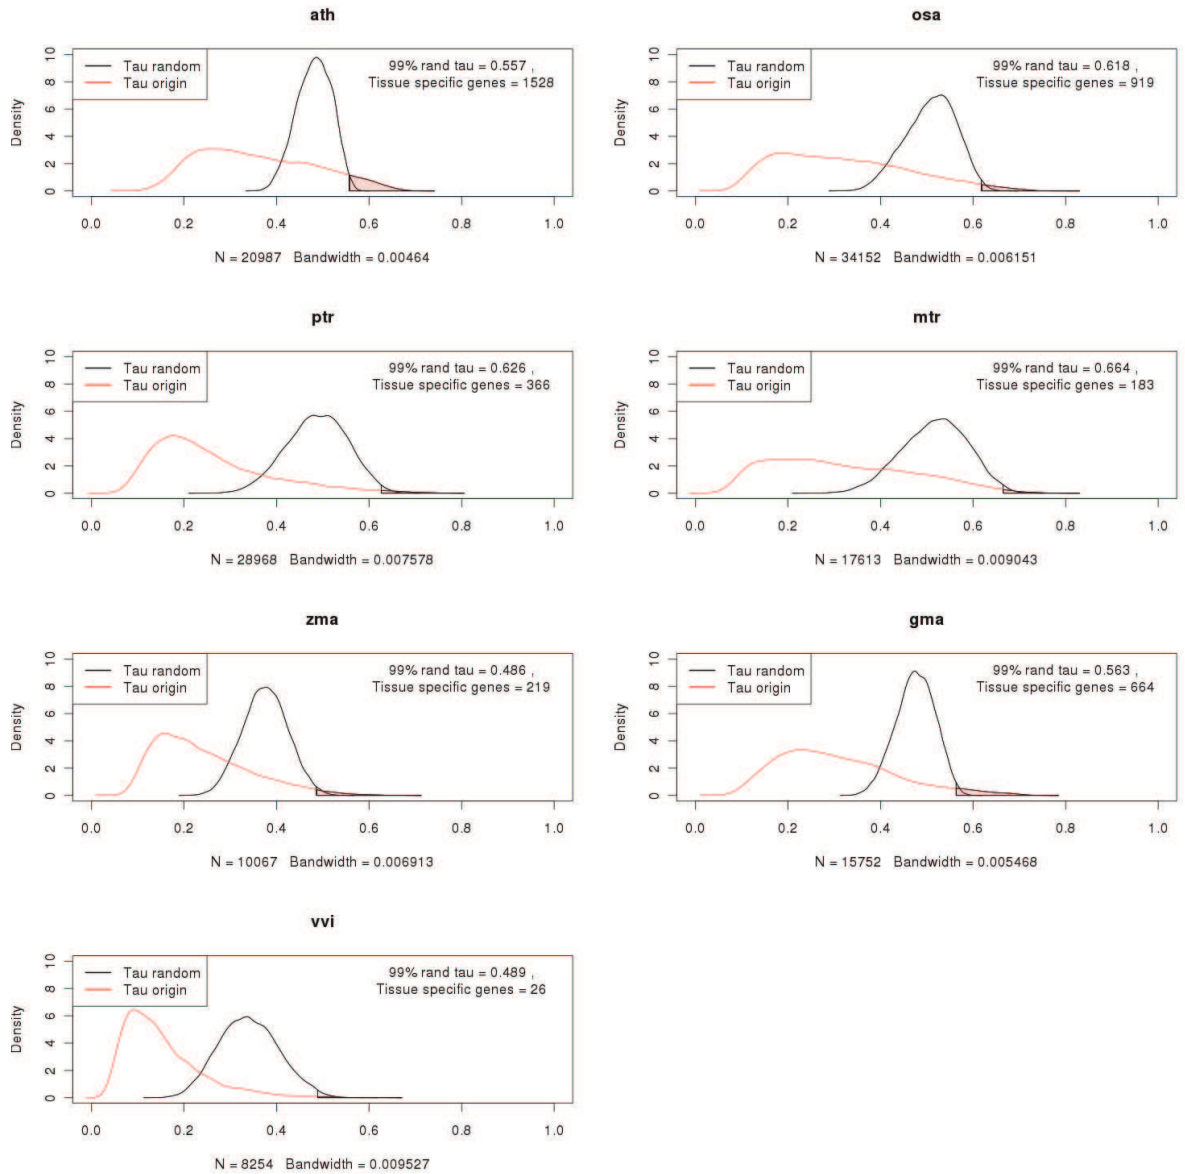 ath
Density
0 2 4 6 8 10
Tau random
Tau origin
99% rand tau = 0.557 ,
Tissue specific genes = 1528
0.0 0.2 0.4 0.6 0.8 1.0
N = 20987 Bandwidth = 0.00464
osa
Density
0 2 4 6 8 10
Tau random
Tau origin
99% rand tau = 0.618 ,
Tissue specific genes = 919
0.0 0.2 0.4 0.6 0.8 1.0
N = 34152 Bandwidth = 0.006151
ptr
Density
0 2 4 6 8 10
Tau random
Tau origin
99% rand tau = 0.626 ,
Tissue specific genes = 366
0.0 0.2 0.4 0.6 0.8 1.0
N = 28968 Bandwidth = 0.007578
mtr
Density
0 2 4 6 8 10
Tau random
Tau origin
99% rand tau = 0.664 ,
Tissue specific genes = 183
0.0 0.2 0.4 0.6 0.8 1.0
N = 17613 Bandwidth = 0.009043
zma
Density
0 2 4 6 8 10
Tau random
Tau origin
99% rand tau = 0.486 ,
Tissue specific genes = 219
0.0 0.2 0.4 0.6 0.8 1.0
N = 10067 Bandwidth = 0.006913
gma
Density
0 2 4 6 8 10
Tau random
Tau origin
99% rand tau = 0.563 ,
Tissue specific genes = 664
0.0 0.2 0.4 0.6 0.8 1.0
N = 15752 Bandwidth = 0.005468
vvi
Density
0 2 4 6 8 10
Tau random
Tau origin
99% rand tau = 0.489 ,
Tissue specific genes = 26
0.0 0.2 0.4 0.6 0.8 1.0
N = 8254 Bandwidth = 0.009527